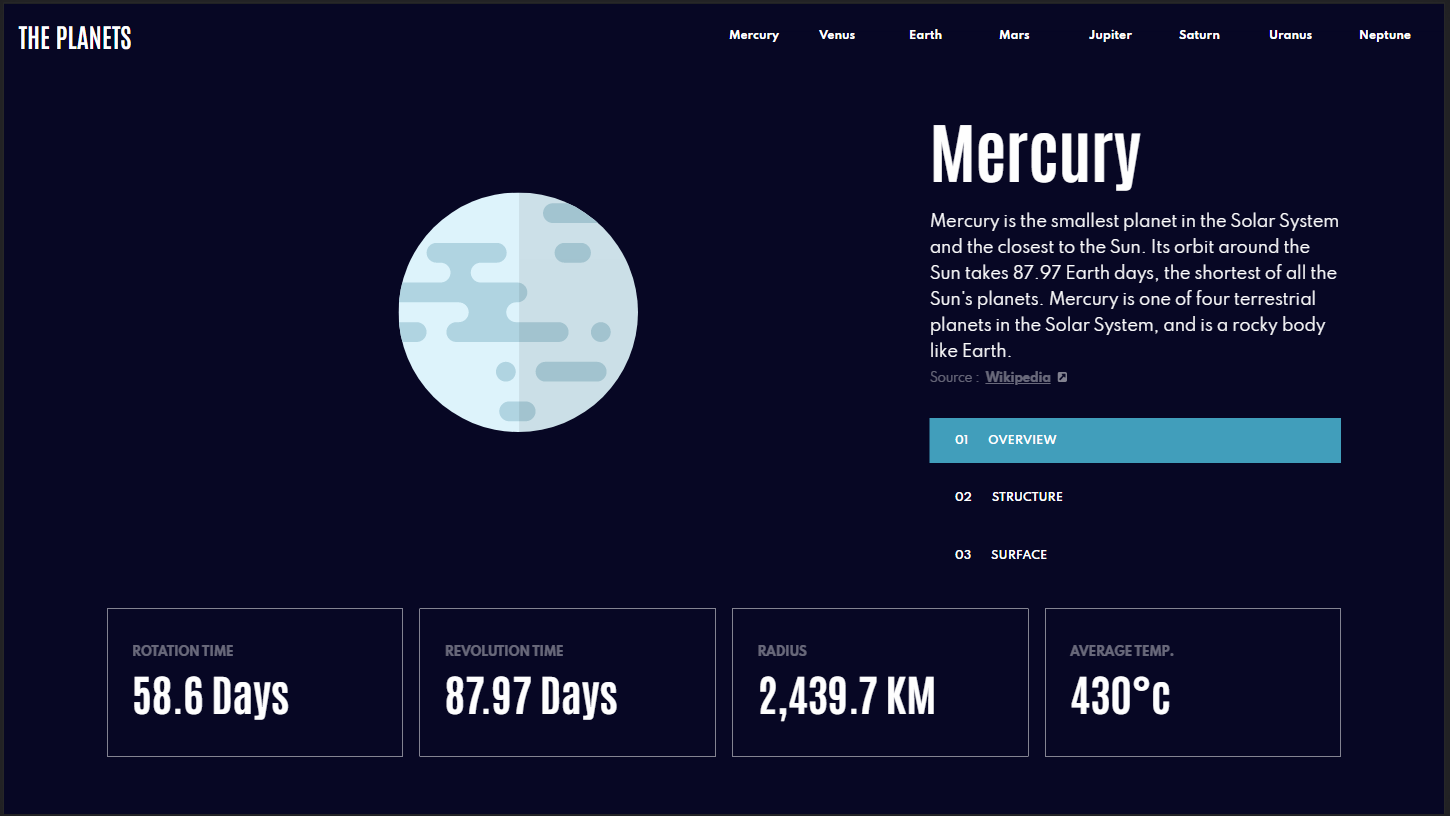 THE PLANETS
Mercury Venus Earth Mars Jupiter Saturn Uranus Neptune
Mercury
Mercury is the smallest planet in the Solar System
and the closest to the Sun. Its orbit around the
Sun takes 87.97 Earth days, the shortest of all the
Sun's planets. Mercury is one of four terrestrial
planets in the Solar System, and is a rocky body
like Earth.
Source : Wikipedia
01 OVERVIEW
02 STRUCTURE
03 SURFACE
ROTATION TIME
58.6 Days
REVOLUTION TIME
87.97 Days
RADIUS
2,439.7 KM
AVERAGE TEMP.
430°c